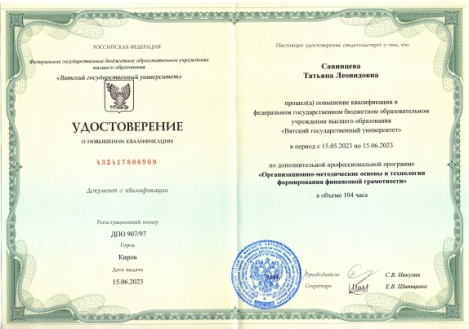 РОССИЙСКАЯ ФЕДЕРАЦИЯ
Федеральное государственное бюджетное образовательное учреждение
высшего образования
«Вятский государственный университет»
УДОСТОВЕРЕНИЕ
О ПОВЫШЕНИИ КВАЛИФИКАЦИИ
432417806969
Документ о квалификации
Регистрационный номер
ДПО 907/97
Город
Киров
Дата выдачи
15.06.2023
Настоящее удостоверение свидетельствует о том, что
Савинцева
Татьяна Леонидовна
прошел(а) повышение квалификации в
федеральном государственном бюджетном образовательном
учреждении высшего образования
«Вятский государственный университет»
в период с 15.05.2023 по 15.06.2023
по дополнительной профессиональной программе
«Организационно-методические основы и технология
формирования финансовой грамотности»
в объеме 104 часа
Руководитель С.В. Никулин
Секретарь Е.В.